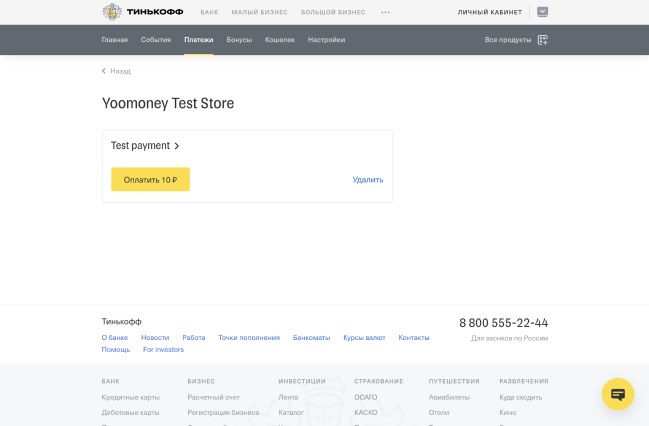 ТИНЬКОФФ БАНК МАЛЫЙ БИЗНЕС БОЛЬШОЙ БИЗНЕС ••• ЛИЧНЫЙ КАБИНЕТ
Главная События Платежи Бонусы Кошелек Настройки Все продукты
Назад
Yoomoney Test Store
Test payment
Оплатить 10 ₽ Удалить
Тинькофф 8 800 555-22-44
О банке Новости Работа Точки пополнения Банкоматы Курсы валют Контакты Для звонков по России
Помощь For investors
БАНК БИЗНЕС ИНВЕСТИЦИИ СТРАХОВАНИЕ ПУТЕШЕСТВИЯ РАЗВЛЕЧЕНИЯ
Кредитные карты Расчетный счет Лента ОСАГО Авиабилеты Куда сходить
Дебетовые карты Регистрация бизнеса Каталог КАСКО Отели Кино